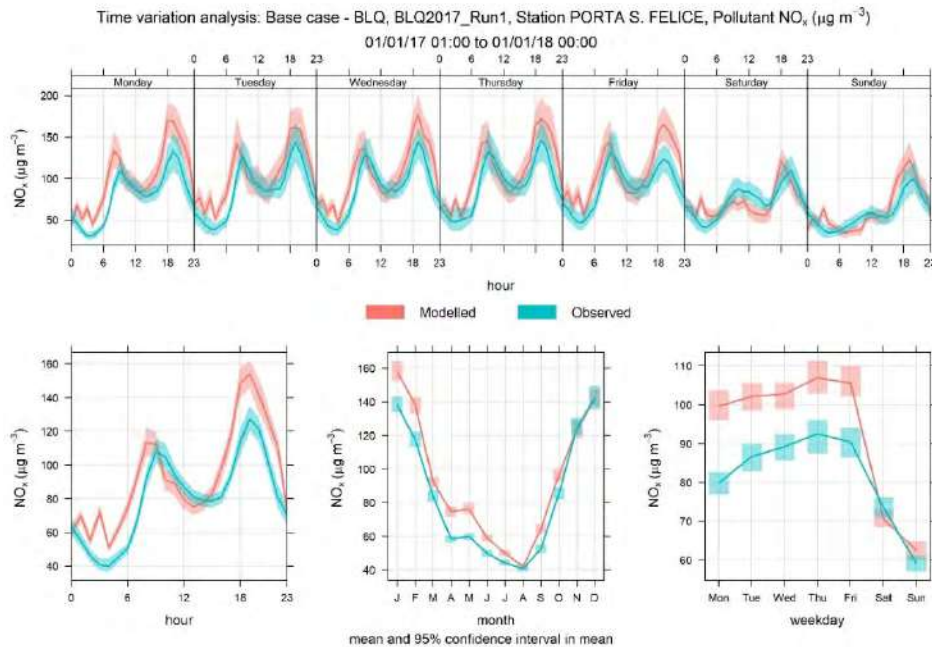 Time variation analysis: Base case - BLQ, BLQ2017_Run1, Station PORTA S. FELICE, Pollutant NOx (µg m⁻³)
01/01/17 01:00 to 01/01/18 00:00
0 6 12 18 23 0 6 12 18 23 0 6 12 18 23
Monday Tuesday Wednesday Thursday Friday Saturday Sunday
200
150
100
50
NOx (µg m⁻³)
0 6 12 18 23 0 6 12 18 23 0 6 12 18 23 0 6 12 18 23
hour
Modelled Observed
160
140
120
100
80
60
40
NOx (µg m⁻³)
0 6 12 18 23
hour
160
140
120
100
80
60
40
NOx (µg m⁻³)
J F M A M J J A S O N D
month
110
100
90
80
70
60
NOx (µg m⁻³)
Mon Tue Wed Thu Fri Sat Sun
weekday
mean and 95% confidence interval in mean